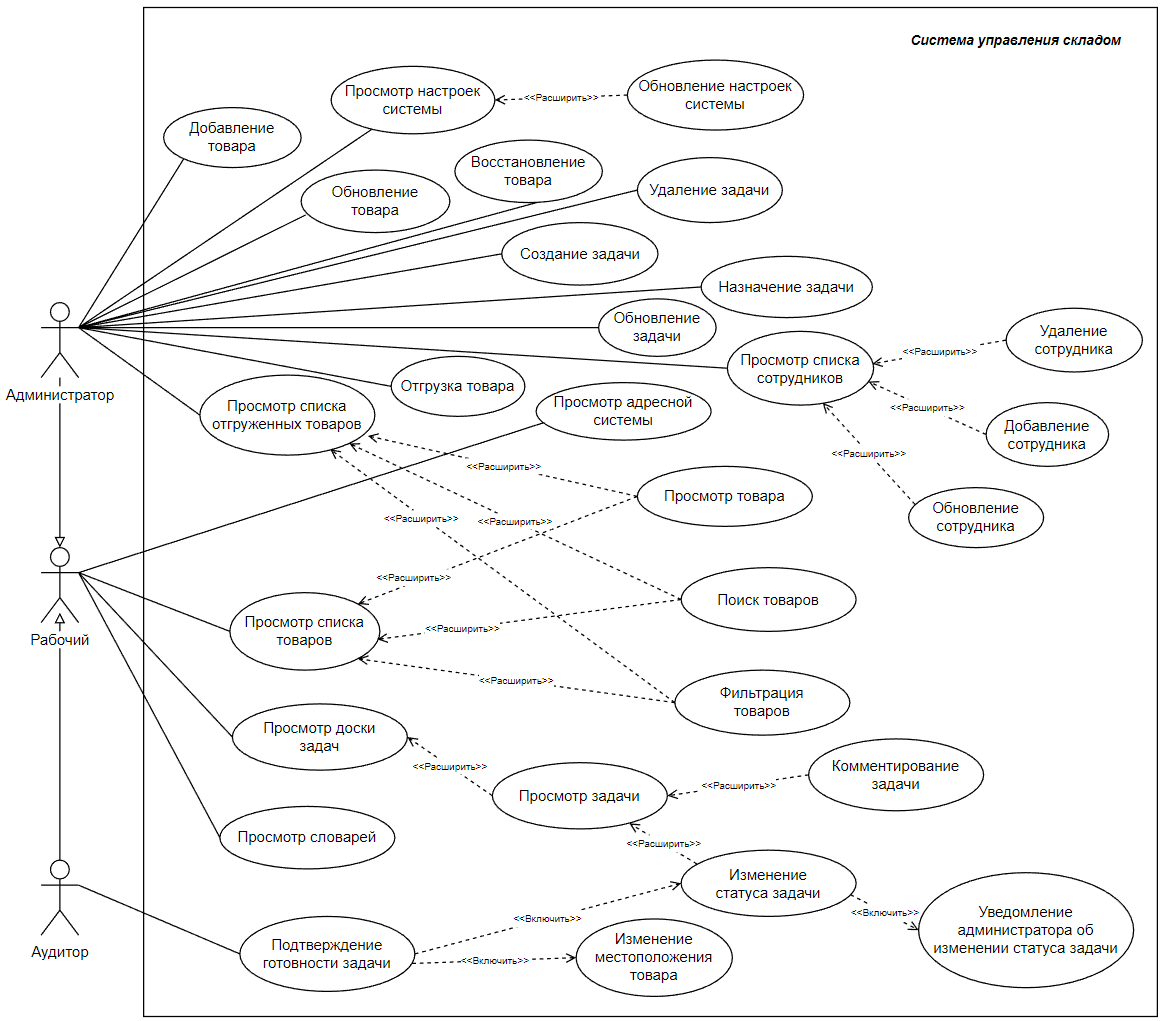 Система управления складом
Просмотр настроек
системы
<<Расширить>>
Обновление настроек
системы
Добавление
товара
Восстановление
товара
Обновление
товара
Удаление задачи
Создание задачи
Назначение задачи
Обновление
задачи
Просмотр списка
сотрудников
<<Расширить>>
Удаление
сотрудника
Администратор
Отгрузка товара
Просмотр списка
отгруженных товаров
Просмотр адресной
системы
<<Расширить>>
Добавление
сотрудника
<<Расширить>>
<<Расширить>>
Просмотр товара
Обновление
сотрудника
<<Расширить>>
<<Расширить>>
<<Расширить>>
Поиск товаров
Рабочий
Просмотр списка
товаров
<<Расширить>>
<<Расширить>>
Фильтрация
товаров
Просмотр доски
задач
<<Расширить>>
Просмотр задачи
<<Расширить>>
Комментирование
задачи
Просмотр словарей
<<Расширить>>
Изменение
статуса задачи
<<Включить>>
<<Включить>>
Уведомление
администратора об
изменении статуса задачи
Аудитор
Подтверждение
готовности задачи
<<Включить>>
Изменение
местоположения
товара